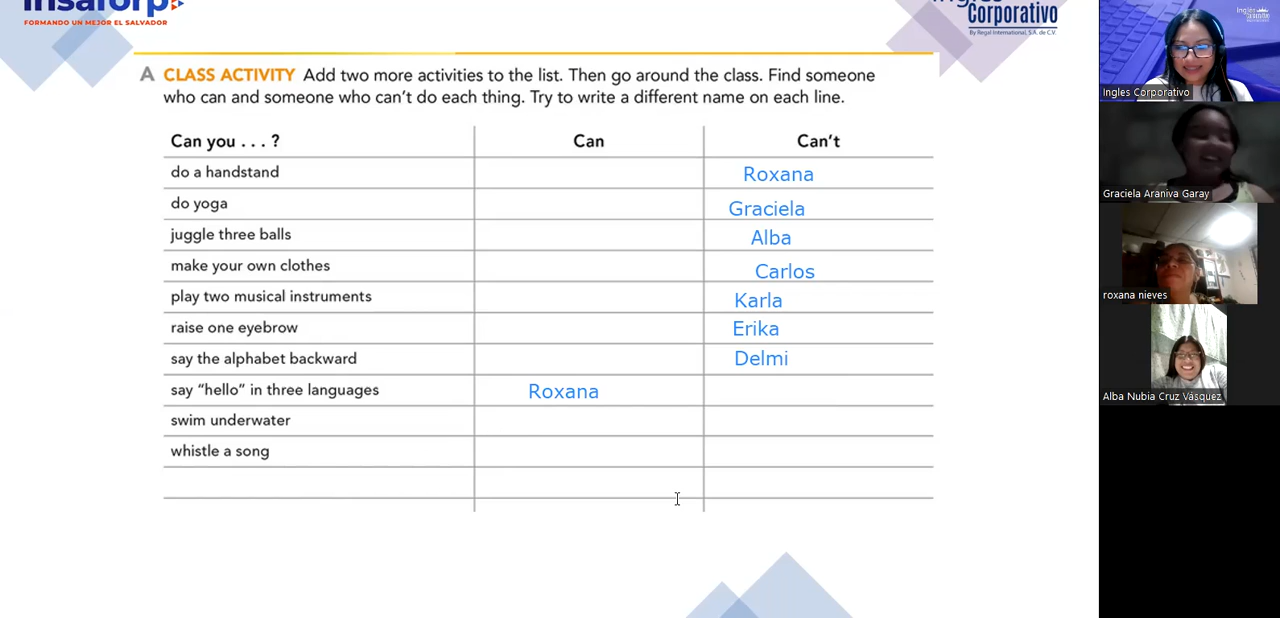 insaforp
FORMANDO UN MEJOR EL SALVADOR
Inglés
Corporativo
By Regal International, S.A. de C.V.
A CLASS ACTIVITY Add two more activities to the list. Then go around the class. Find someone
who can and someone who can't do each thing. Try to write a different name on each line.
Can you . . . ? Can Can't
do a handstand Roxana
do yoga Graciela
juggle three balls Alba
make your own clothes Carlos
play two musical instruments Karla
raise one eyebrow Erika
say the alphabet backward Delmi
say “hello” in three languages Roxana
swim underwater
whistle a song
Ingles Corporativo
Graciela Araniva Garay
roxana nieves
Alba Nubia Cruz Vásquez